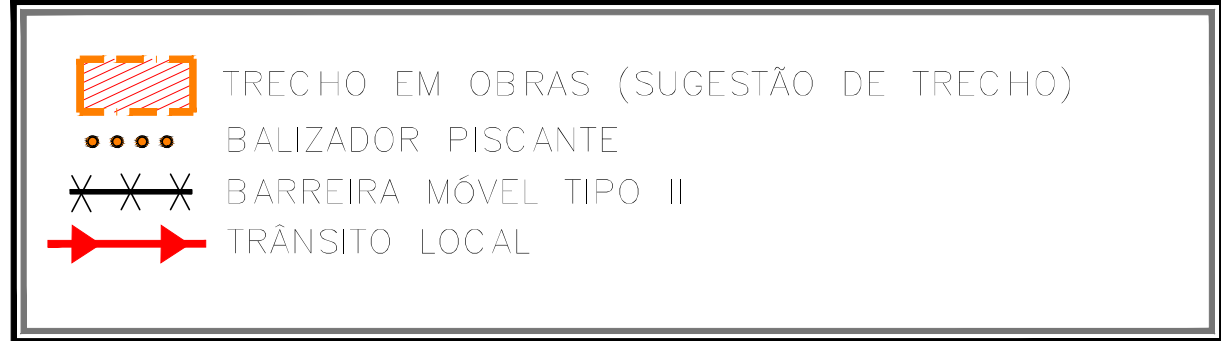 TRECHO EM OBRAS (SUGESTÃO DE TRECHO)
BALIZADOR PISCANTE
BARREIRA MÓVEL TIPO II
TRÂNSITO LOCAL